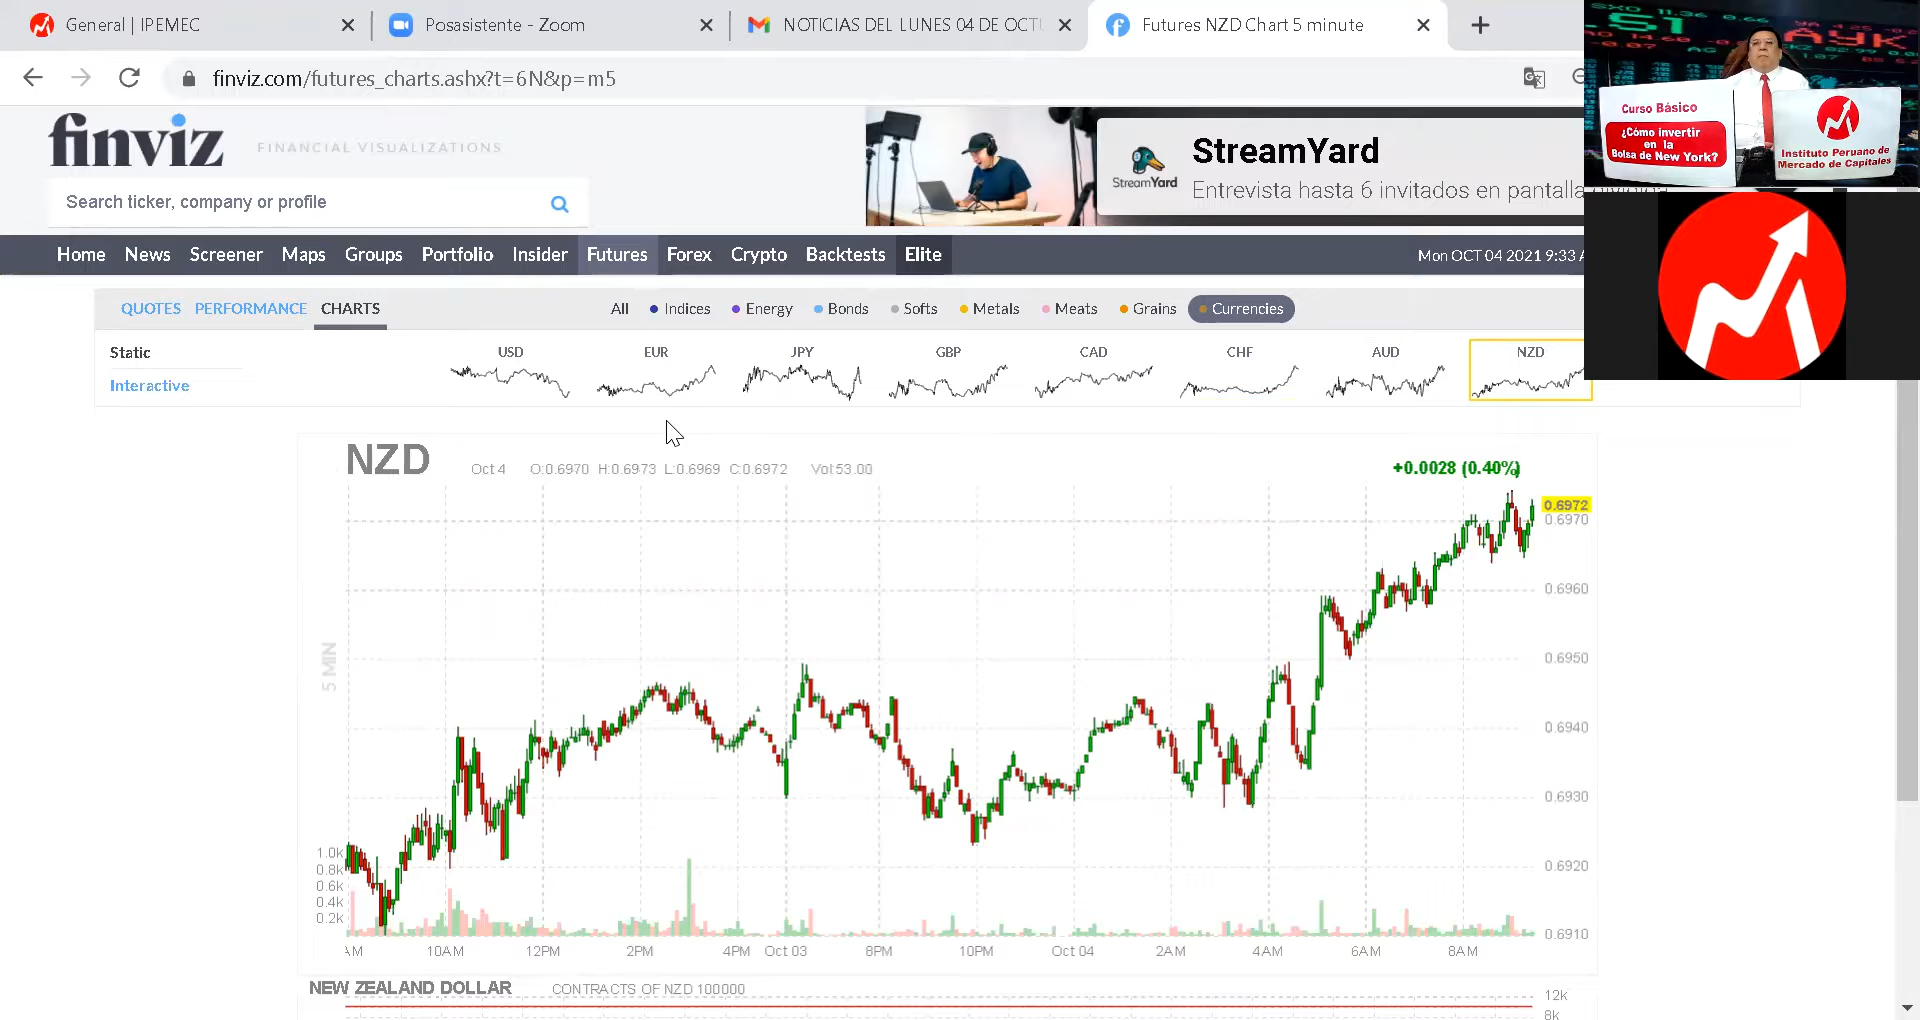 General | IPEMEC
Posasistente - Zoom
NOTICIAS DEL LUNES 04 DE OCTU
Futures NZD Chart 5 minute
finviz.com/futures_charts.ashx?t=6N&p=m5
finviz
FINANCIAL VISUALIZATIONS
Search ticker, company or profile
StreamYard
StreamYard
Entrevista hasta 6 invitados en pantalla dividida
Home News Screener Maps Groups Portfolio Insider Futures Forex Crypto Backtests Elite
Mon OCT 04 2021 9:33 A
QUOTES PERFORMANCE CHARTS
All Indices Energy Bonds Softs Metals Meats Grains Currencies
Static
Interactive
USD EUR JPY GBP CAD CHF AUD NZD
NZD
Oct 4 O:0.6970 H:0.6973 L:0.6969 C:0.6972 Vol:53.00
+0.0028 (0.40%)
0.6972
0.6970
0.6960
0.6950
0.6940
0.6930
0.6920
0.6910
5 MIN
1.0k
0.8k
0.6k
0.4k
0.2k
AM 10AM 12PM 2PM 4PM Oct 03 8PM 10PM Oct 04 2AM 4AM 6AM 8AM
NEW ZEALAND DOLLAR
CONTRACTS OF NZD 100000
12k
8k
Curso Básico
¿Cómo invertir
en la
Bolsa de New York?
Instituto Peruano de
Mercado de Capitales